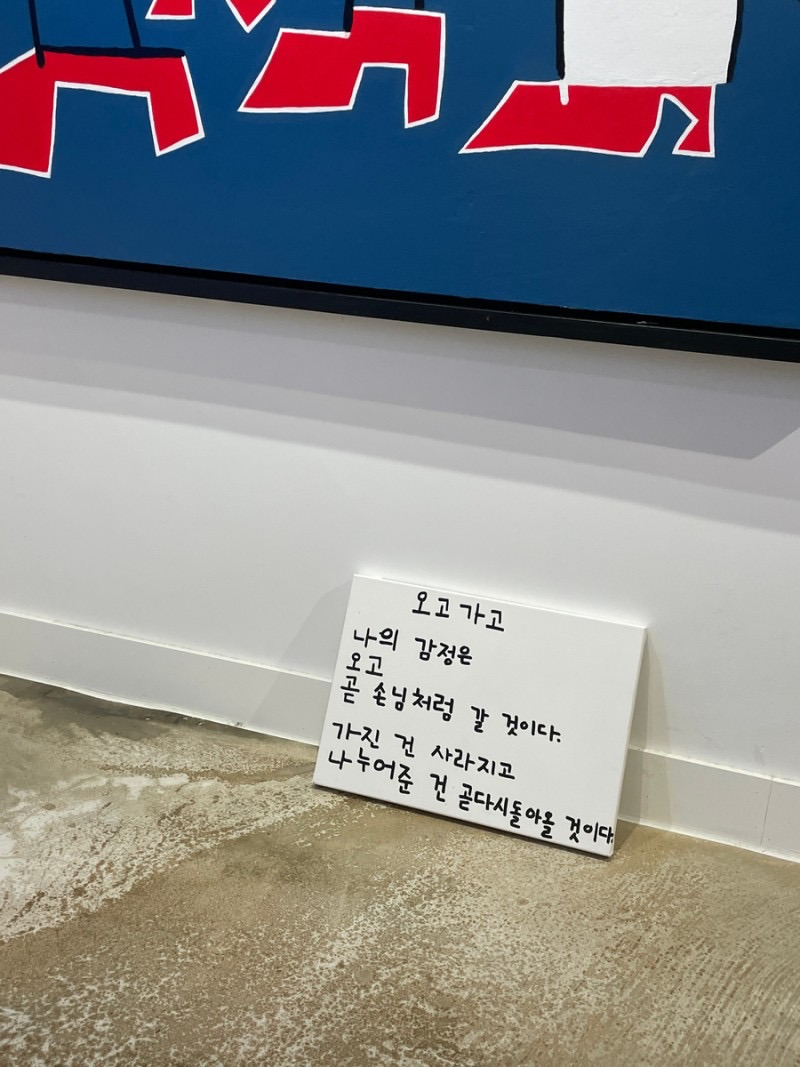 오고 가고
나의 감정은
오고
곧 손님처럼 갈 것이다.
가진 건 사라지고
나누어준 건 곧다시돌아올 것이다.